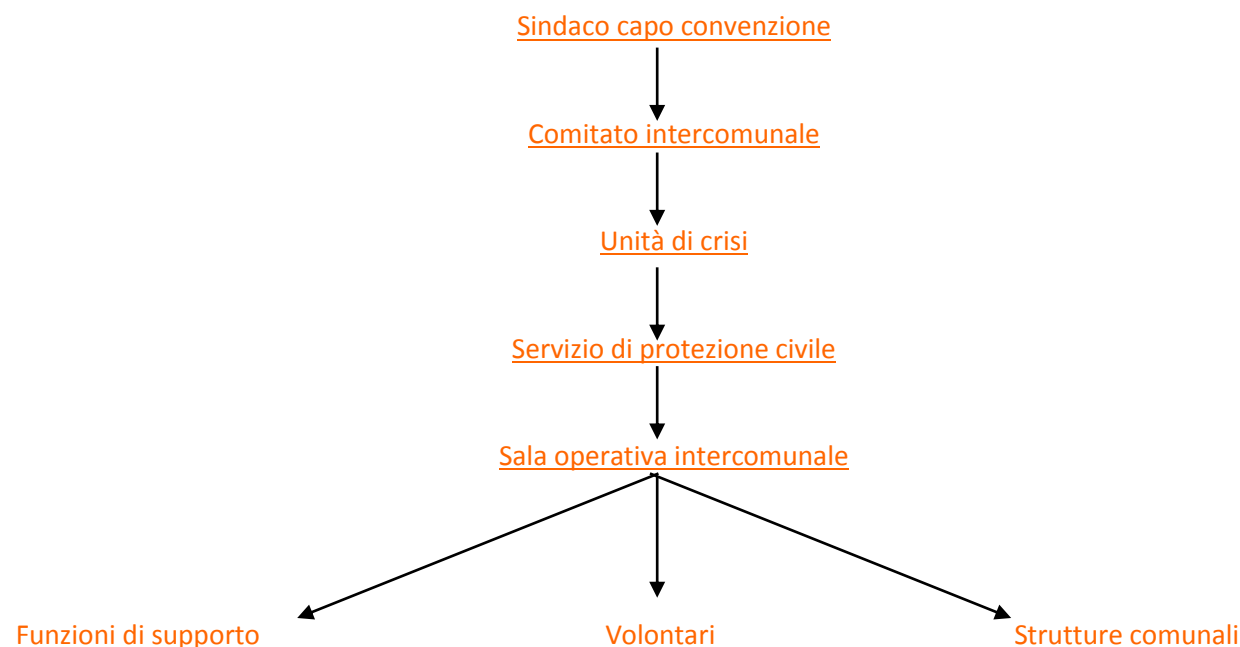 Sindaco capo convenzione
Comitato intercomunale
Unità di crisi
Servizio di protezione civile
Sala operativa intercomunale
Funzioni di supporto
Volontari
Strutture comunali